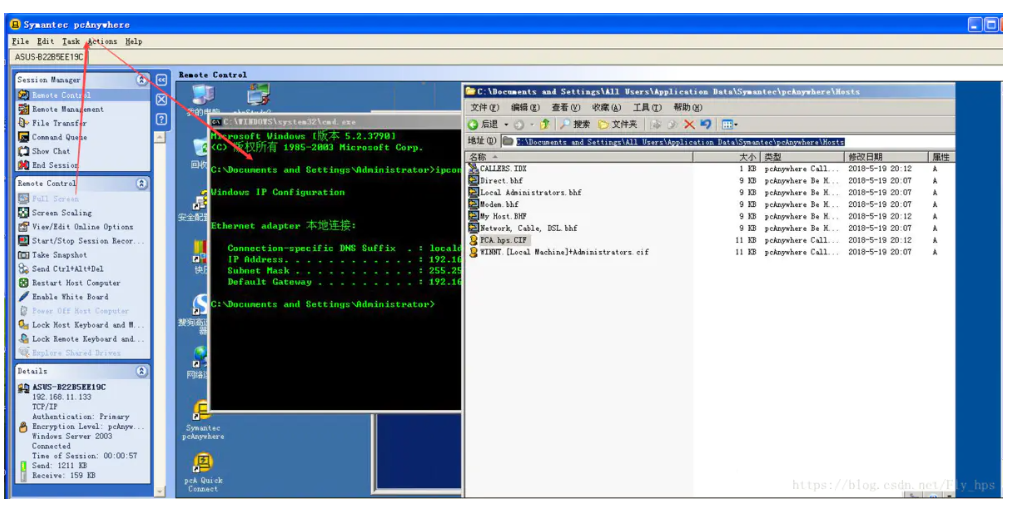 Symantec pcAnywhere
File Edit Task Actions Help
ASUS-B22B5EE19C
Session Manager
Remote Control
Remote Management
File Transfer
Command Queue
Show Chat
End Session
Remote Control
Full Screen
Screen Scaling
View/Edit Online Options
Start/Stop Session Recor...
Take Snapshot
Send Ctrl+Alt+Del
Restart Host Computer
Enable White Board
Power Off Host Computer
Lock Host Keyboard and M...
Lock Remote Keyboard and...
Explore Shared Drives
Details
ASUS-B22B5EE19C
192.168.11.133
TCP/IP
Authentication: Primary
Encryption Level: pcAnyw...
Windows Server 2003
Connected
Time of Session: 00:00:57
Send: 1211 KB
Receive: 159 KB
Remote Control
C:\WINDOWS\system32\cmd.exe
Microsoft Windows [版本 5.2.3790]
(C) 版权所有 1985-2003 Microsoft Corp.
C:\Documents and Settings\Administrator>ipcon
Windows IP Configuration
Ethernet adapter 本地连接:
Connection-specific DNS Suffix . : locald
IP Address. . . . . . . . . . . . : 192.16
Subnet Mask . . . . . . . . . . . : 255.25
Default Gateway . . . . . . . . . : 192.16
C:\Documents and Settings\Administrator>
Symantec
pcAnywhere
pcA Quick
Connect
C:\Documents and Settings\All Users\Application Data\Symantec\pcAnywhere\Hosts
文件(F) 编辑(E) 查看(V) 收藏(A) 工具(T) 帮助(H)
后退 搜索 文件夹
地址(D) C:\Documents and Settings\All Users\Application Data\Symantec\pcAnywhere\Hosts
名称 大小 类型 修改日期 属性
CALLERS.IDX 1 KB pcAnywhere Call... 2018-5-19 20:12 A
Direct.bhf 9 KB pcAnywhere Be H... 2018-5-19 20:07 A
Local Administrators.bhf 9 KB pcAnywhere Be H... 2018-5-19 20:07 A
Modem.bhf 9 KB pcAnywhere Be H... 2018-5-19 20:07 A
My Host.BHF 9 KB pcAnywhere Be H... 2018-5-19 20:12 A
Network, Cable, DSL.bhf 9 KB pcAnywhere Be H... 2018-5-19 20:07 A
PCA.hps.CIF 11 KB pcAnywhere Call... 2018-5-19 20:12 A
WINNT.[Local Machine]+Administrators.cif 11 KB pcAnywhere Call... 2018-5-19 20:07 A
https://blog.csdn.net/Fly_hps